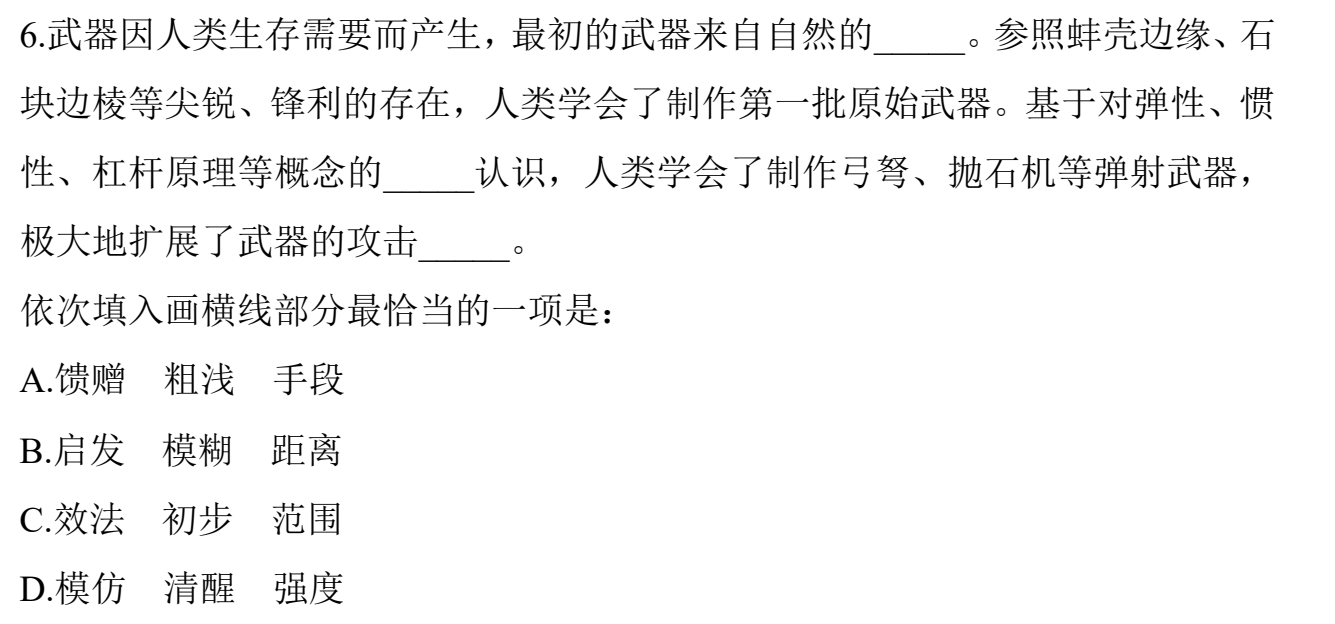 6.武器因人类生存需要而产生，最初的武器来自自然的_____。参照蚌壳边缘、石
块边棱等尖锐、锋利的存在，人类学会了制作第一批原始武器。基于对弹性、惯
性、杠杆原理等概念的_____认识，人类学会了制作弓弩、抛石机等弹射武器，
极大地扩展了武器的攻击_____。
依次填入画横线部分最恰当的一项是：
A.馈赠 粗浅 手段
B.启发 模糊 距离
C.效法 初步 范围
D.模仿 清醒 强度